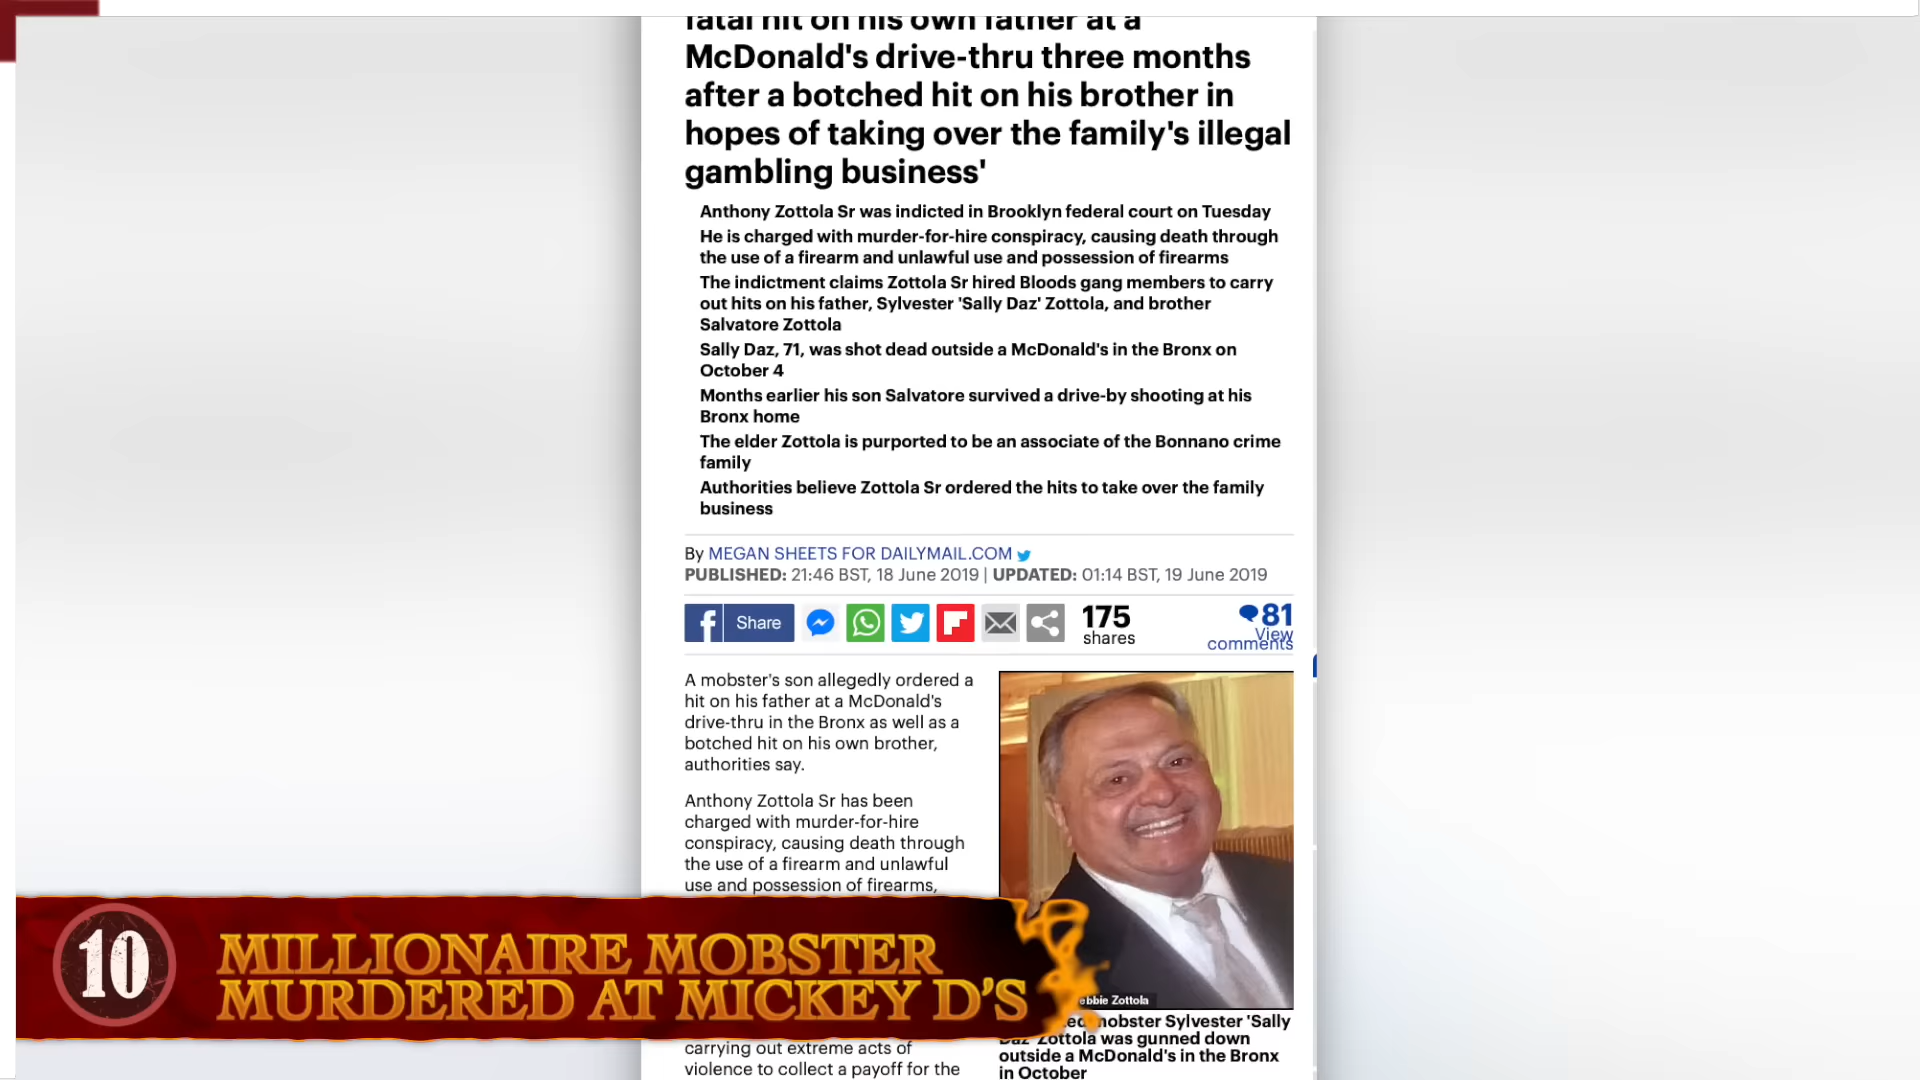 fatal hit on his own father at a
McDonald's drive-thru three months
after a botched hit on his brother in
hopes of taking over the family's illegal
gambling business'
Anthony Zottola Sr was indicted in Brooklyn federal court on Tuesday
He is charged with murder-for-hire conspiracy, causing death through
the use of a firearm and unlawful use and possession of firearms
The indictment claims Zottola Sr hired Bloods gang members to carry
out hits on his father, Sylvester 'Sally Daz' Zottola, and brother
Salvatore Zottola
Sally Daz, 71, was shot dead outside a McDonald's in the Bronx on
October 4
Months earlier his son Salvatore survived a drive-by shooting at his
Bronx home
The elder Zottola is purported to be an associate of the Bonnano crime
family
Authorities believe Zottola Sr ordered the hits to take over the family
business
By MEGAN SHEETS FOR DAILYMAIL.COM
PUBLISHED: 21:46 BST, 18 June 2019 | UPDATED: 01:14 BST, 19 June 2019
Share
175
shares
81
View
comments
A mobster's son allegedly ordered a
hit on his father at a McDonald's
drive-thru in the Bronx as well as a
botched hit on his own brother,
authorities say.
Anthony Zottola Sr has been
charged with murder-for-hire
conspiracy, causing death through
the use of a firearm and unlawful
use and possession of firearms,
carrying out extreme acts of
violence to collect a payoff for the
Zottola
mobster Sylvester 'Sally
Zottola was gunned down
outside a McDonald's in the Bronx
in October
10
MILLIONAIRE MOBSTER
MURDERED AT MICKEY D'S